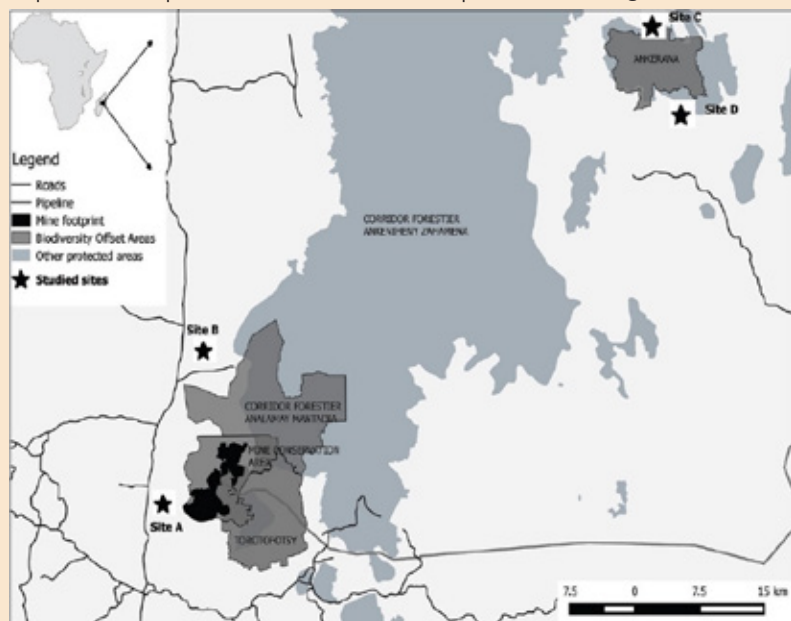 Site C
ANKERANA
Site D
Legend
Roads
Pipeline
Mine footprint
Biodiversity Offset Areas
Other protected areas
Studied sites
CORRIDOR FORESTIER
ANKENIHENY ZAHAMENA
Site B
CORRIDOR FORESTIER
ANALAMAY MANTADIA
MINE CONSERVATION
AREA
Site A
TOROTOROFOTSY
7.5 0 7.5 15 km